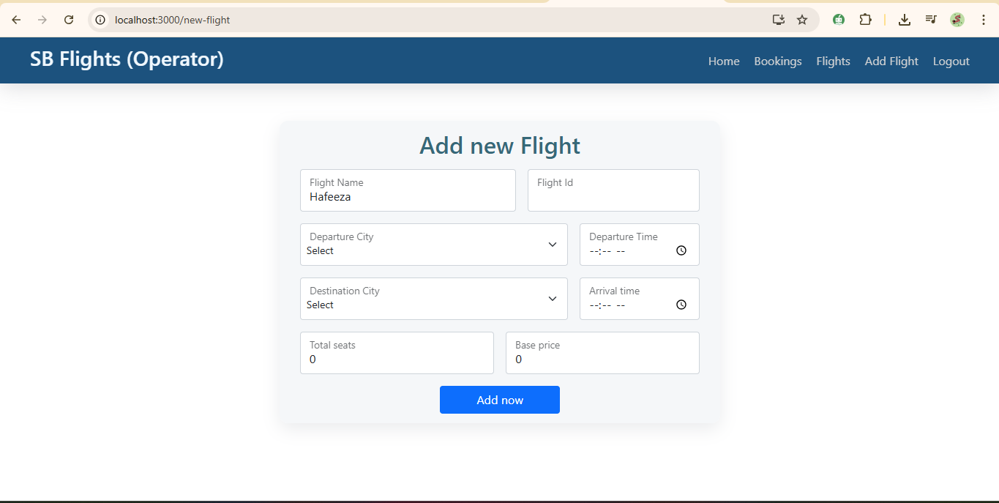 localhost:3000/new-flight
SB Flights (Operator)
Home Bookings Flights Add Flight Logout
Add new Flight
Flight Name
Hafeeza
Flight Id
Departure City
Select
Departure Time
--:-- --
Destination City
Select
Arrival time
--:-- --
Total seats
0
Base price
0
Add now